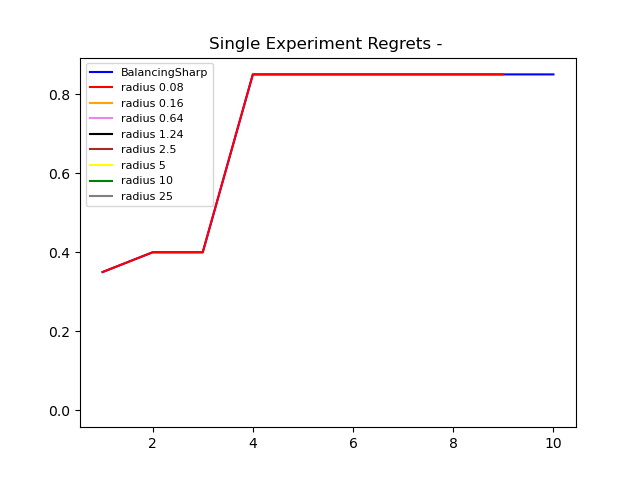 Single Experiment Regrets -
BalancingSharp
radius 0.08
radius 0.16
radius 0.64
radius 1.24
radius 2.5
radius 5
radius 10
radius 25
0.8
0.6
0.4
0.2
0.0
2 4 6 8 10